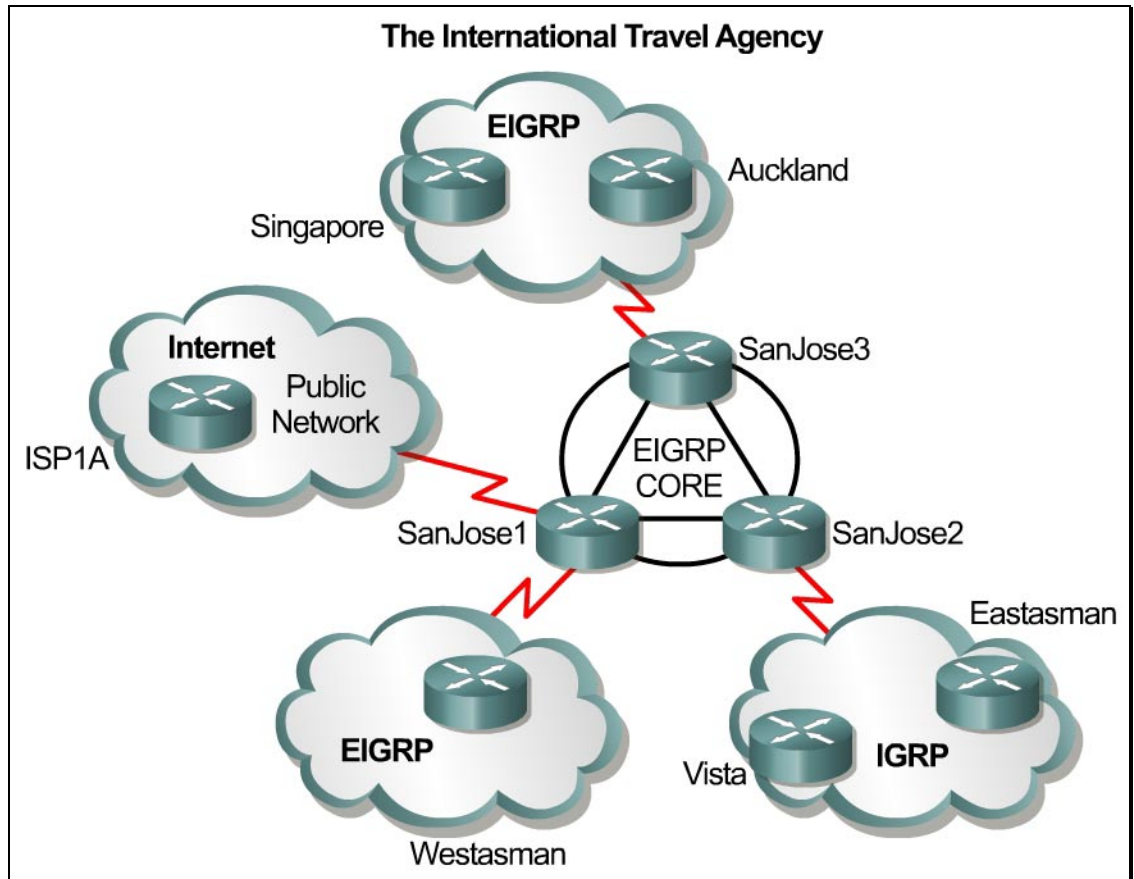 The International Travel Agency
EIGRP
Auckland
Singapore
SanJose3
Internet
Public
Network
ISP1A
EIGRP
CORE
SanJose1
SanJose2
Eastasman
EIGRP
IGRP
Vista
Westasman